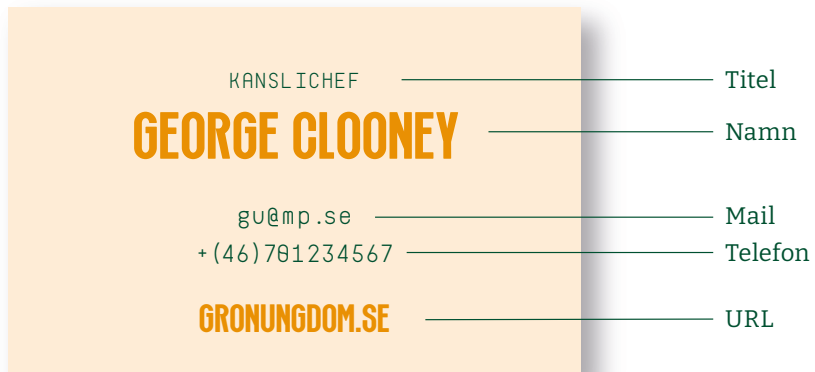 KANSLICHEF Titel
GEORGE CLOONEY Namn
gu@mp.se Mail
+(46)701234567 Telefon
GRONUNGDOM.SE URL